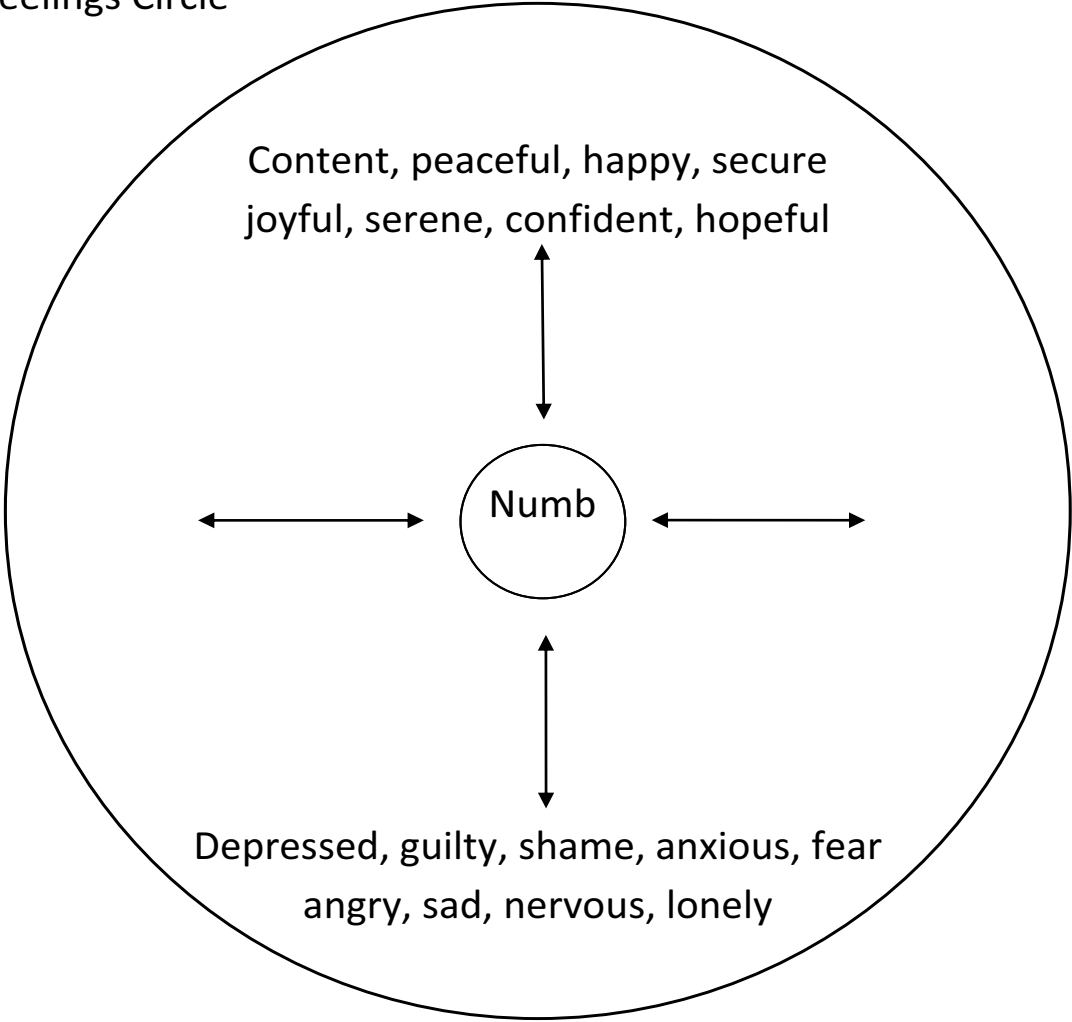 eelings Circle
Content, peaceful, happy, secure
joyful, serene, confident, hopeful
Numb
Depressed, guilty, shame, anxious, fear
angry, sad, nervous, lonely